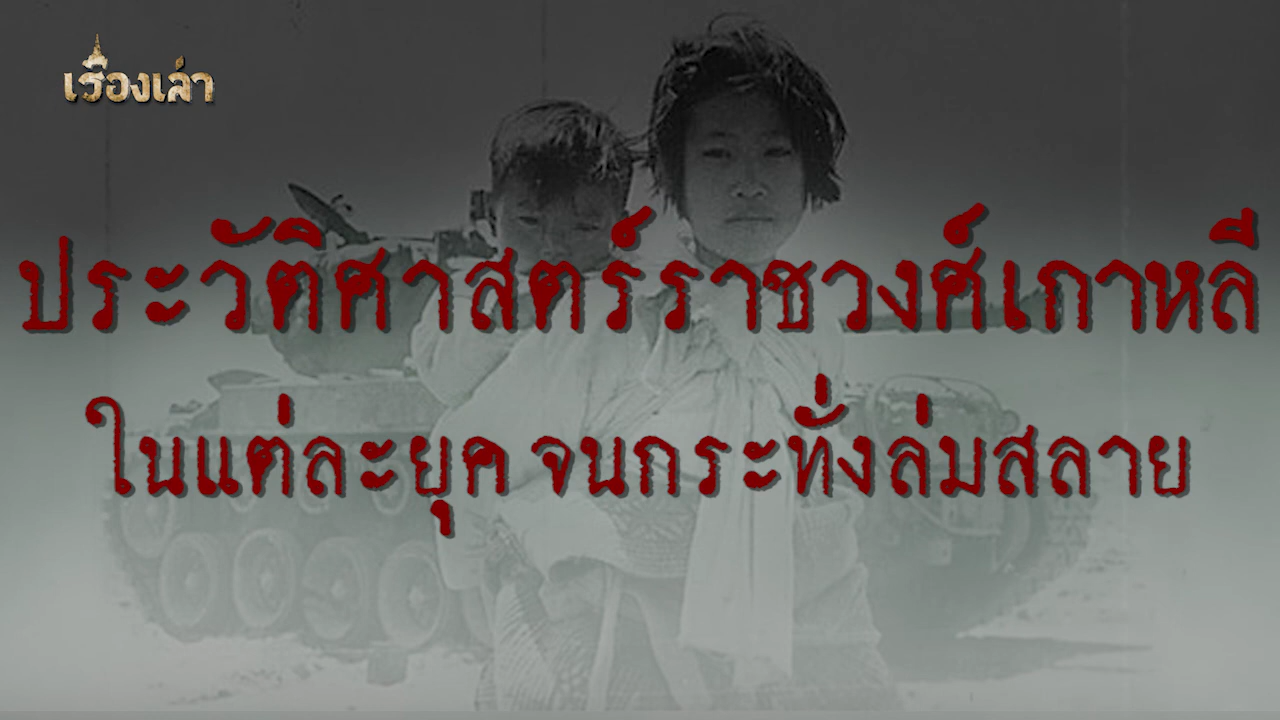 เรื่องเล่า
ประวัติศาสตร์ราชวงศ์เกาหลี
ในแต่ละยุค จนกระทั่งล่มสลาย